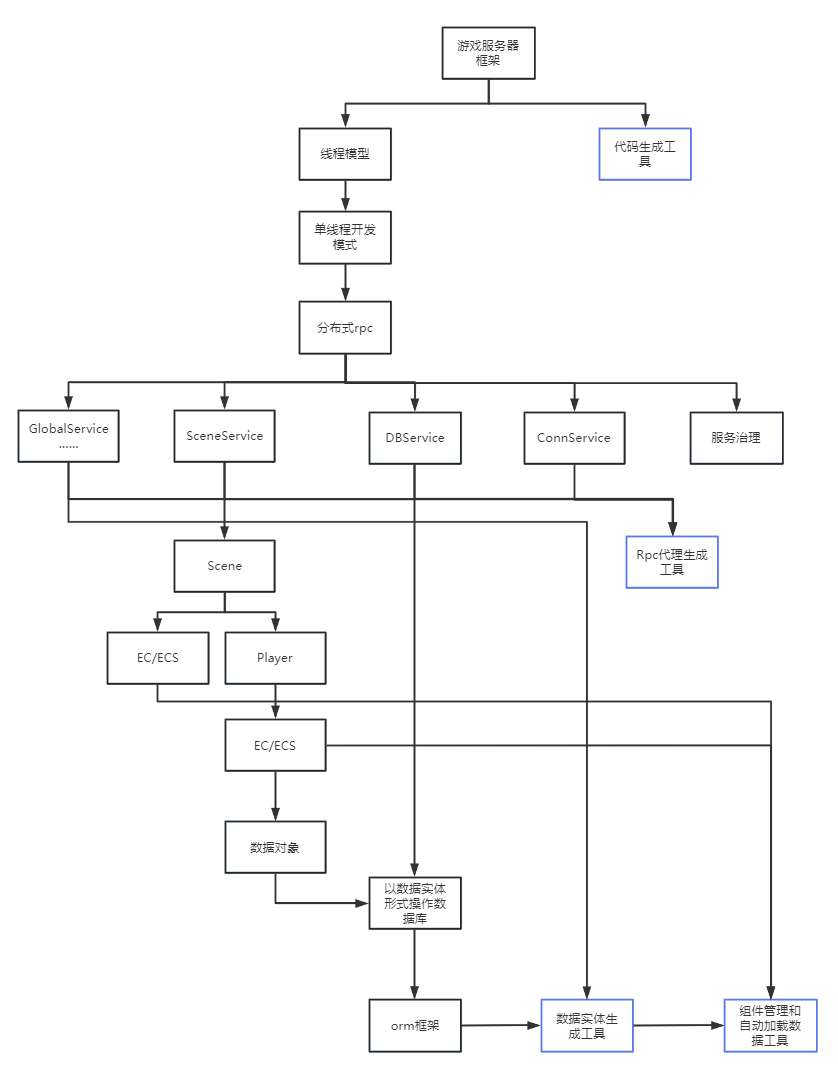 游戏服务器
框架
线程模型
代码生成工
具
单线程开发
模式
分布式rpc
GlobalService
......
SceneService
DBService
ConnService
服务治理
Rpc代理生成
工具
Scene
EC/ECS
Player
EC/ECS
数据对象
以数据实体
形式操作数
据库
orm框架
数据实体生
成工具
组件管理和
自动加载数
据工具